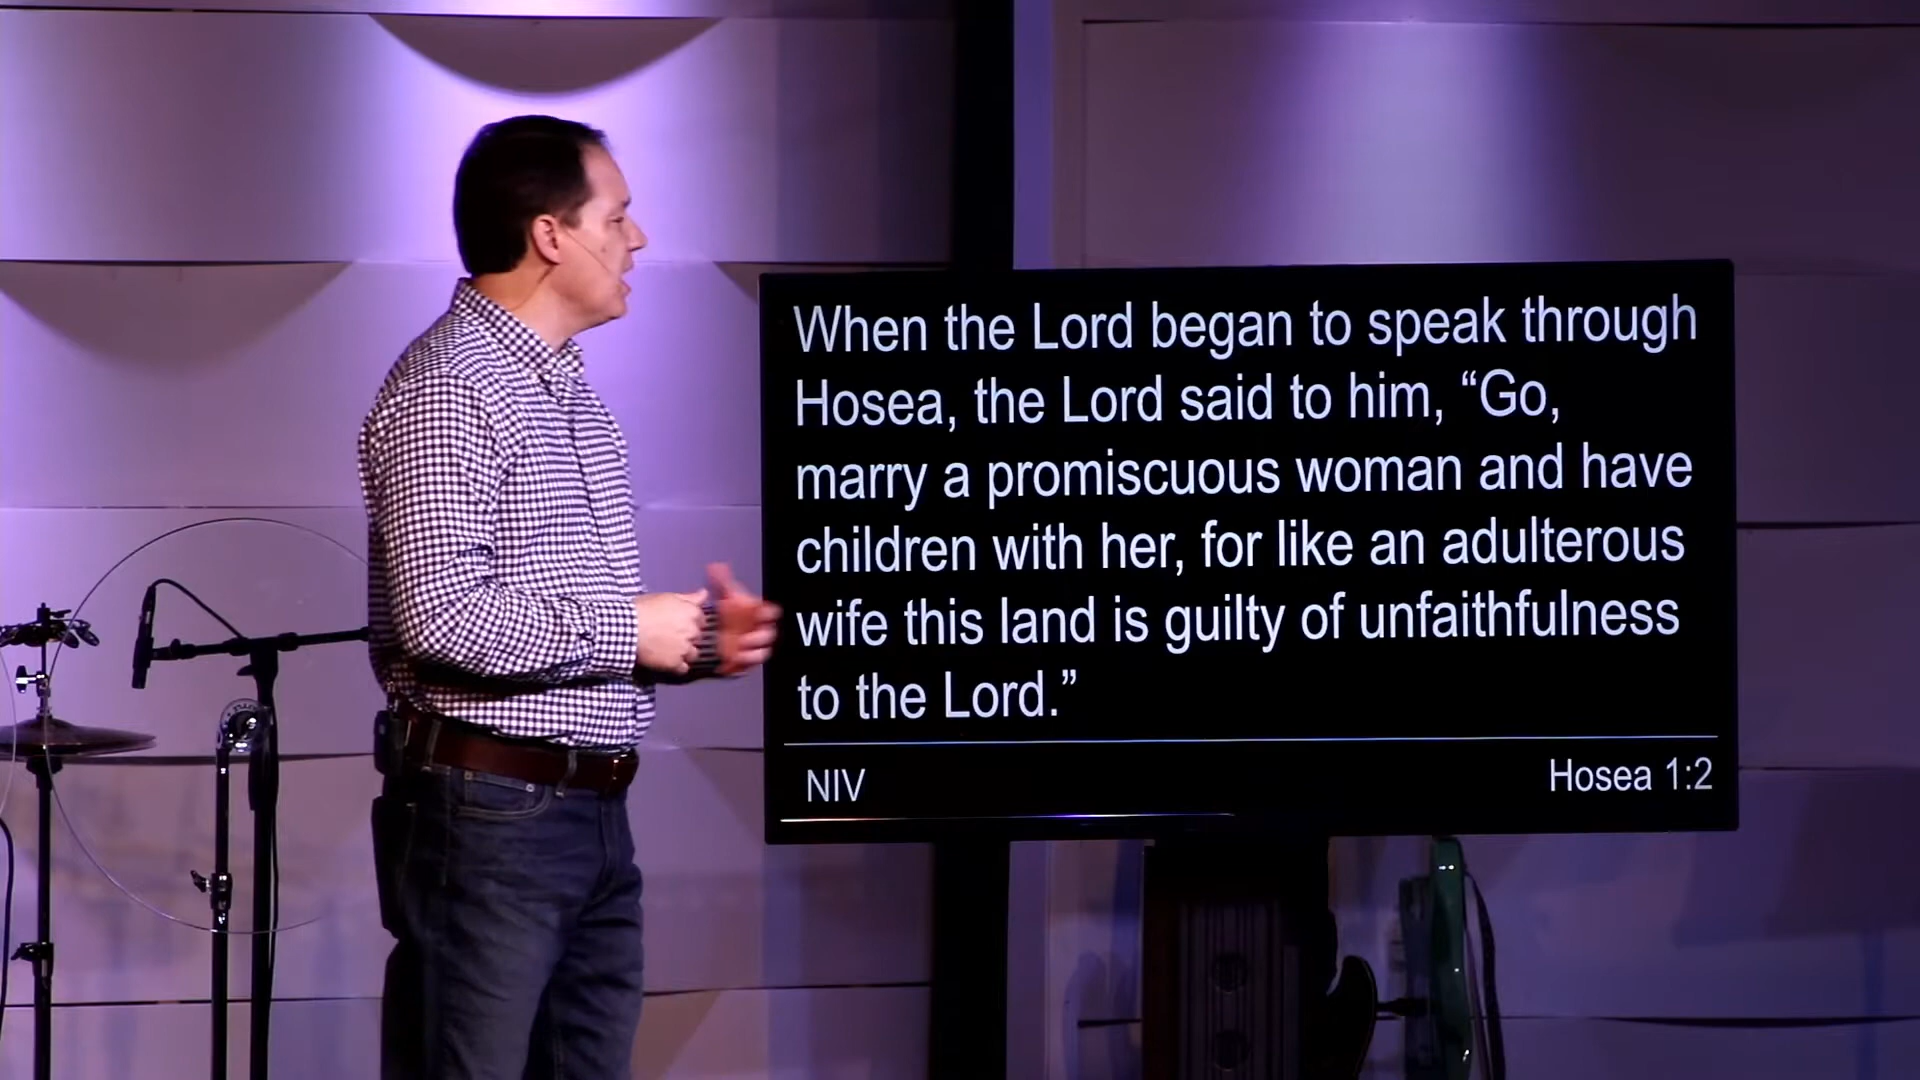 When the Lord began to speak through
Hosea, the Lord said to him, “Go,
marry a promiscuous woman and have
children with her, for like an adulterous
wife this land is guilty of unfaithfulness
to the Lord.”
NIV
Hosea 1:2